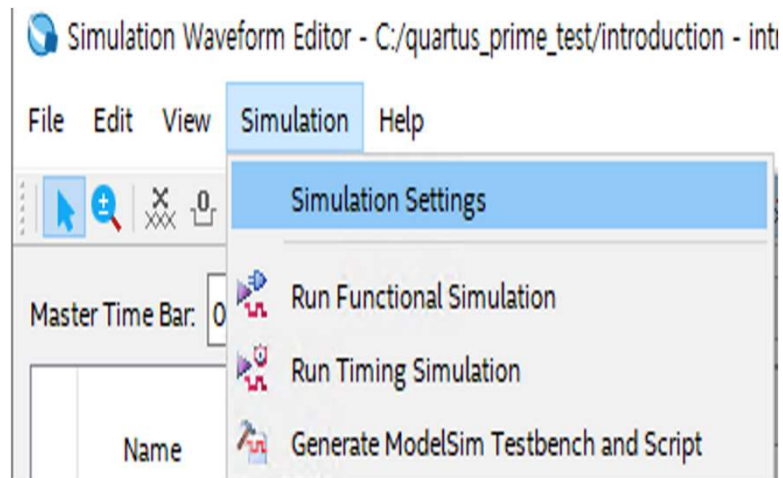 Simulation Waveform Editor - C:/quartus_prime_test/introduction -
File Edit View Simulation Help
Simulation Settings
Run Functional Simulation
Master Time Bar: 0
Run Timing Simulation
Name
Generate ModelSim Testbench and Script